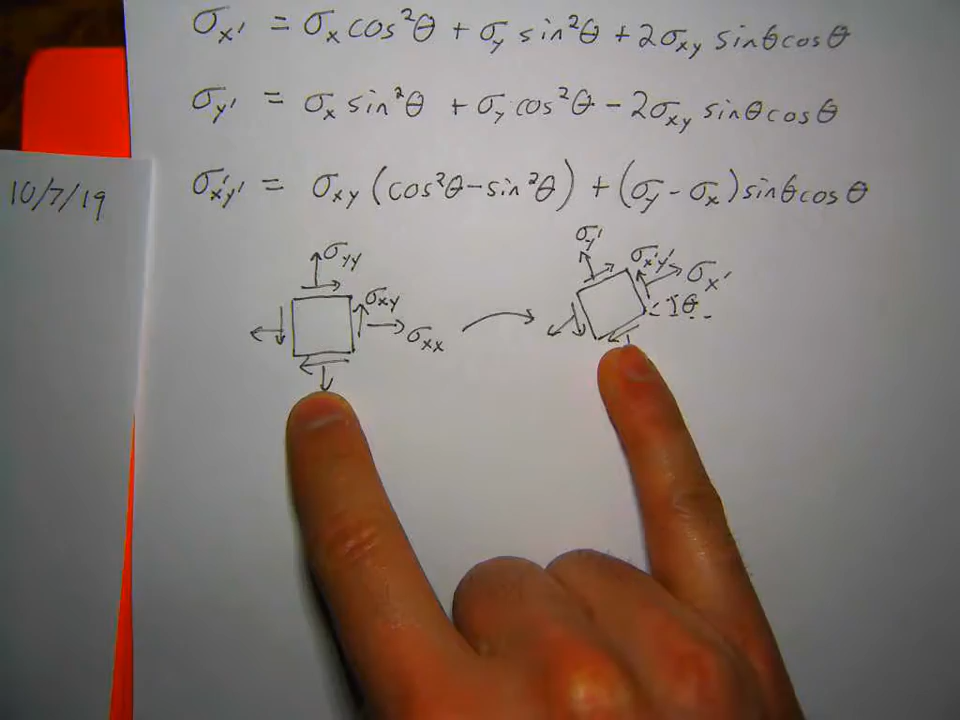 σx' = σx cos²θ + σy sin²θ + 2σxy sinθcosθ
σy' = σx sin²θ + σy cos²θ - 2σxy sinθcosθ
10/7/19
σx'y' = σxy (cos²θ-sin²θ) + (σy - σx) sinθcosθ
σyy
σxy
σxx
σy'
σx'y'
σx'
θ